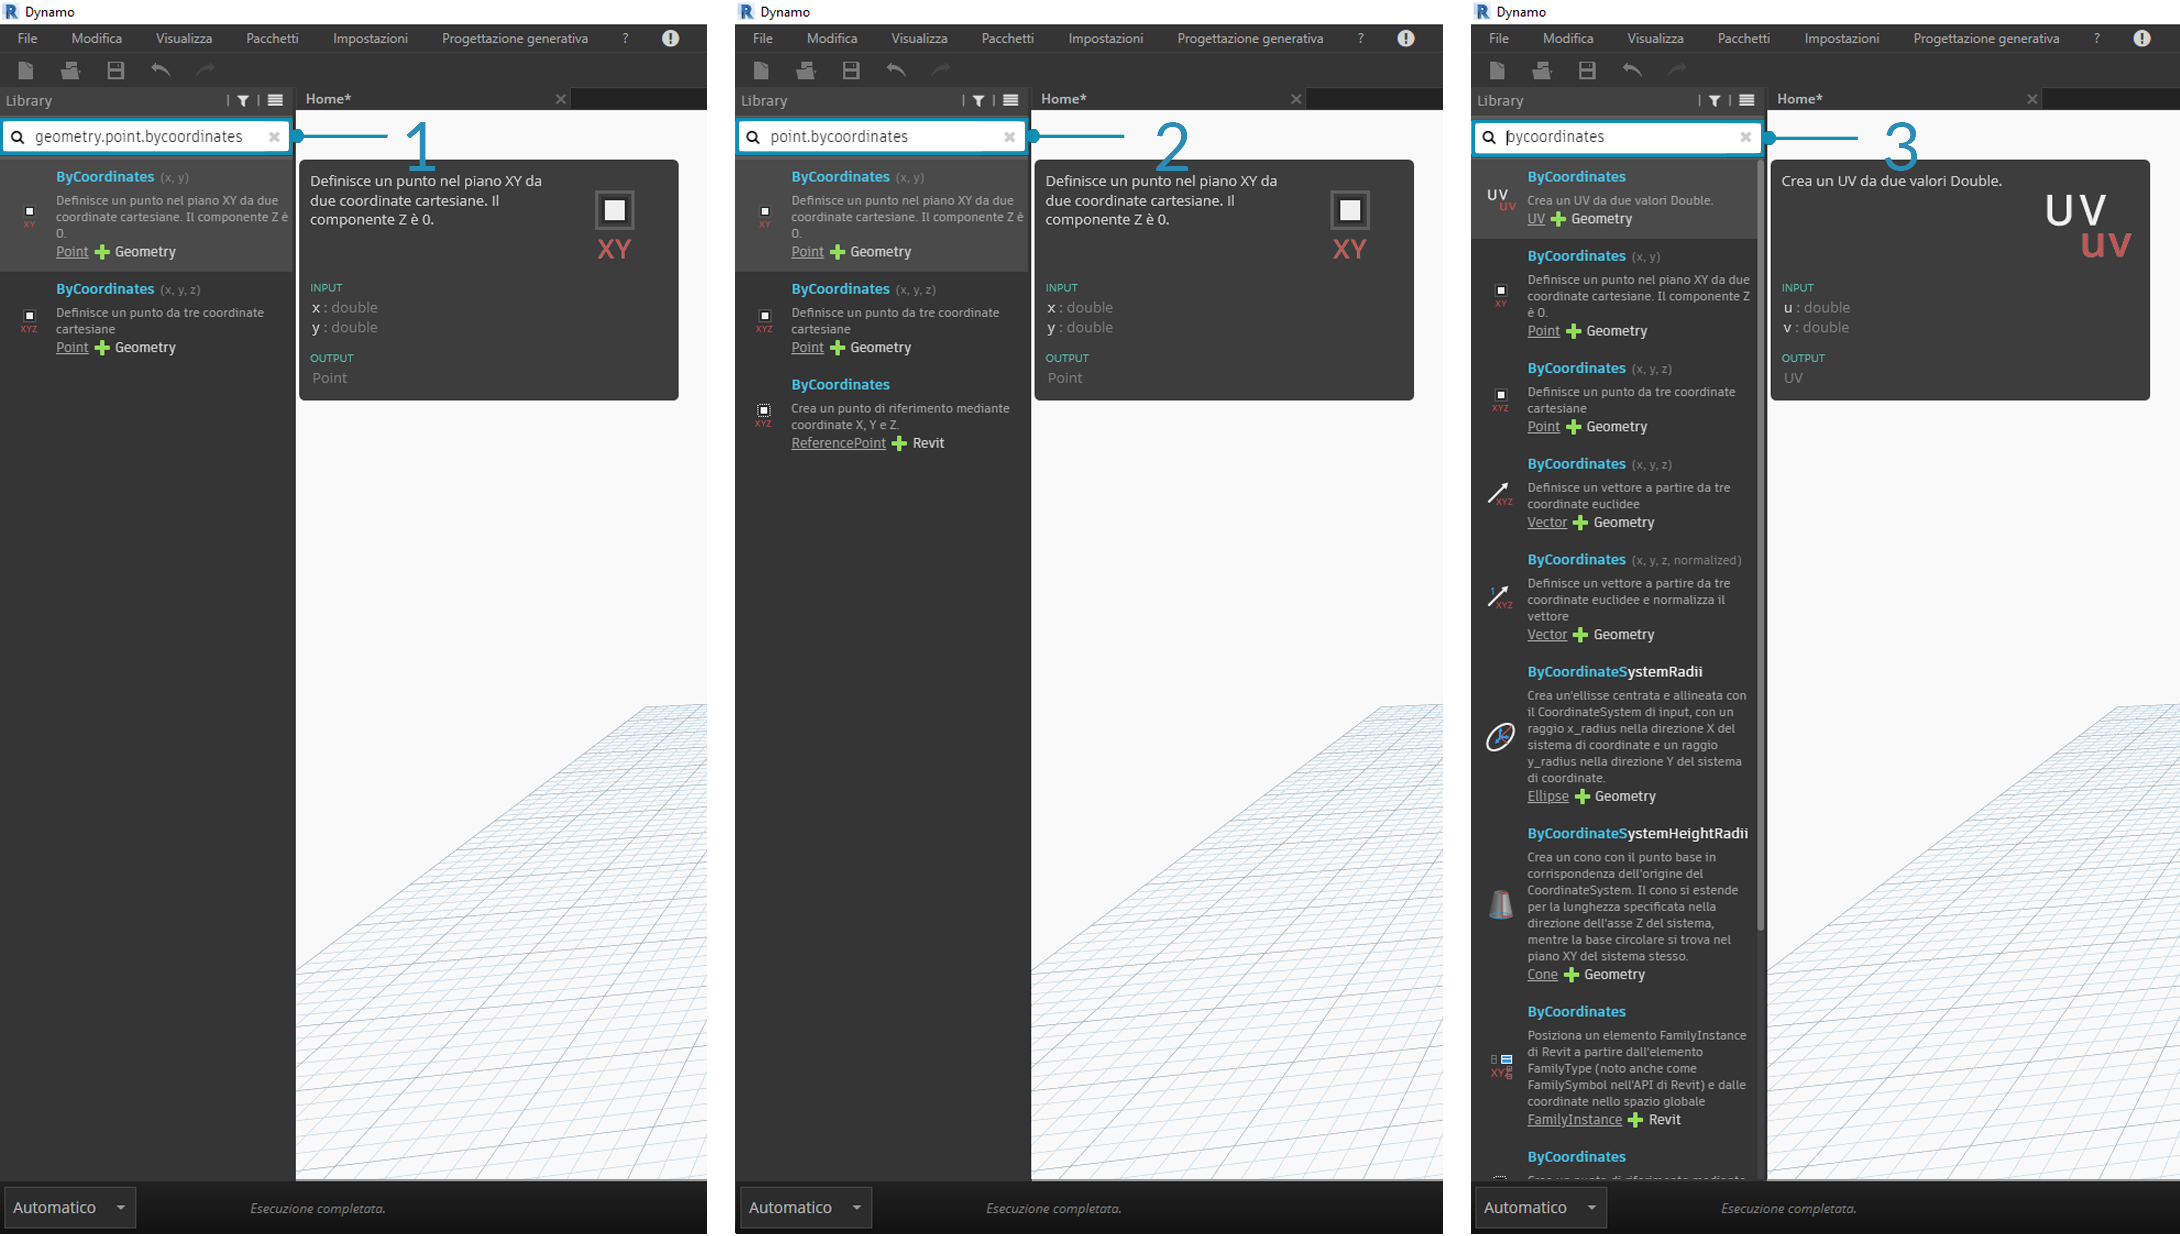 Dynamo
File Modifica Visualizza Pacchetti Impostazioni Progettazione generativa ?
Library
Home*
geometry.point.bycoordinates
1
ByCoordinates (x, y)
Definisce un punto nel piano XY da due
coordinate cartesiane. Il componente Z è
0.
Point Geometry
XY
ByCoordinates (x, y, z)
Definisce un punto da tre coordinate
cartesiane
Point Geometry
XYZ
Definisce un punto nel piano XY da
due coordinate cartesiane. Il
componente Z è 0.
XY
INPUT
x : double
y : double
OUTPUT
Point
Automatico
Esecuzione completata.
Dynamo
File Modifica Visualizza Pacchetti Impostazioni Progettazione generativa ?
Library
Home*
point.bycoordinates
2
ByCoordinates (x, y)
Definisce un punto nel piano XY da due
coordinate cartesiane. Il componente Z è
0.
Point Geometry
XY
ByCoordinates (x, y, z)
Definisce un punto da tre coordinate
cartesiane
Point Geometry
XYZ
ByCoordinates
Crea un punto di riferimento mediante
coordinate X, Y e Z.
ReferencePoint Revit
XYZ
Definisce un punto nel piano XY da
due coordinate cartesiane. Il
componente Z è 0.
XY
INPUT
x : double
y : double
OUTPUT
Point
Automatico
Esecuzione completata.
Dynamo
File Modifica Visualizza Pacchetti Impostazioni Progettazione generativa ?
Library
Home*
bycoordinates
3
ByCoordinates
Crea un UV da due valori Double.
UV Geometry
UV
uv
ByCoordinates (x, y)
Definisce un punto nel piano XY da due
coordinate cartesiane. Il componente Z
è 0.
Point Geometry
XY
ByCoordinates (x, y, z)
Definisce un punto da tre coordinate
cartesiane
Point Geometry
XYZ
ByCoordinates (x, y, z)
Definisce un vettore a partire da tre
coordinate euclidee
Vector Geometry
XYZ
ByCoordinates (x, y, z, normalized)
Definisce un vettore a partire da tre
coordinate euclidee e normalizza il
vettore
Vector Geometry
1
XYZ
ByCoordinateSystemRadii
Crea un'ellisse centrata e allineata con
il CoordinateSystem di input, con un
raggio x_radius nella direzione X del
sistema di coordinate e un raggio
y_radius nella direzione Y del sistema
di coordinate.
Ellipse Geometry
ByCoordinateSystemHeightRadii
Crea un cono con il punto base in
corrispondenza dell'origine del
CoordinateSystem. Il cono si estende
per la lunghezza specificata nella
direzione dell'asse Z del sistema,
mentre la base circolare si trova nel
piano XY del sistema stesso.
Cone Geometry
ByCoordinates
Posiziona un elemento FamilyInstance
di Revit a partire dall'elemento
FamilyType (noto anche come
FamilySymbol nell'API di Revit) e dalle
coordinate nello spazio globale
FamilyInstance Revit
XYZ
ByCoordinates
Crea un UV da due valori Double.
UV
uv
INPUT
u : double
v : double
OUTPUT
UV
Automatico
Esecuzione completata.